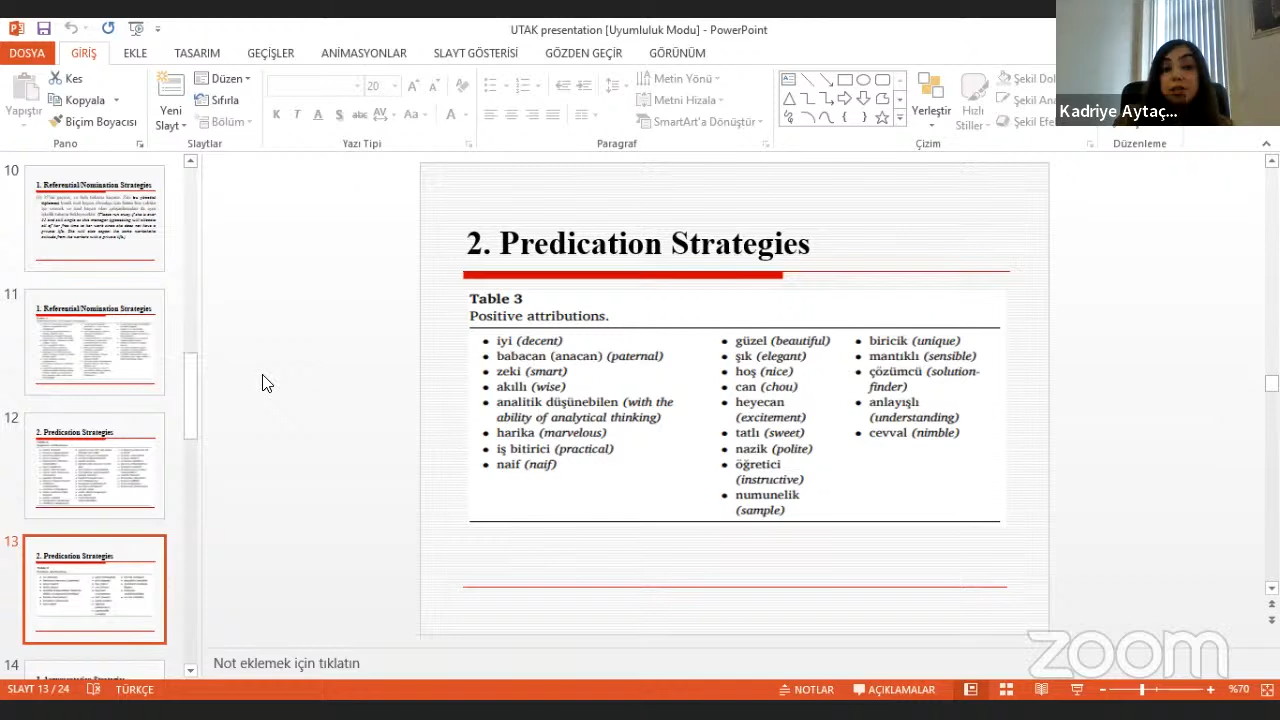 UTAK presentation [Uyumluluk Modu] - PowerPoint
DOSYA GİRİŞ EKLE TASARIM GEÇİŞLER ANİMASYONLAR SLAYT GÖSTERİSİ GÖZDEN GEÇİR GÖRÜNÜM
Yapıştır
Kes
Kopyala
Biçim Boyacısı
Pano
Yeni
Slayt
Düzen
Sıfırla
Bölüm
Slaytlar
20
Yazı Tipi
Metin Yönü
Metni Hizala
SmartArt'a Dönüştür
Paragraf
Yerleştir
Hızlı
Stiller
Şekil
Şekil
Şekil
Çizim
Düzenleme
Kadriye Aytaç...
10
1. Referential/Nomination Strategies
11
1. Referential/Nomination Strategies
12
2. Predication Strategies
13
2. Predication Strategies
14
2. Predication Strategies
Table 3
Positive attributions.
• iyi (decent)
(anacan) (paternal)
• zeki (smart)
• akıllı (wise)
• analitik düşünebilen (with the
ability of analytical thinking)
• harika (marvelous)
• iş bitirici (practical)
• naif (naif)
• güzel (beautiful)
• şık (elegant)
• hoş (nice)
• can (chou)
• heyecan
(excitement)
• tatlı (sweet)
• nazik (polite)
• öğretici
(instructive)
• numunelik
(sample)
• biricik (unique)
• mantıklı (sensible)
• çözümcü (solution-
finder)
• anlayışlı
(understanding)
• cevval (nimble)
Not eklemek için tıklatın
zoom
SLAYT 13 / 24 TÜRKÇE NOTLAR AÇIKLAMALAR %70